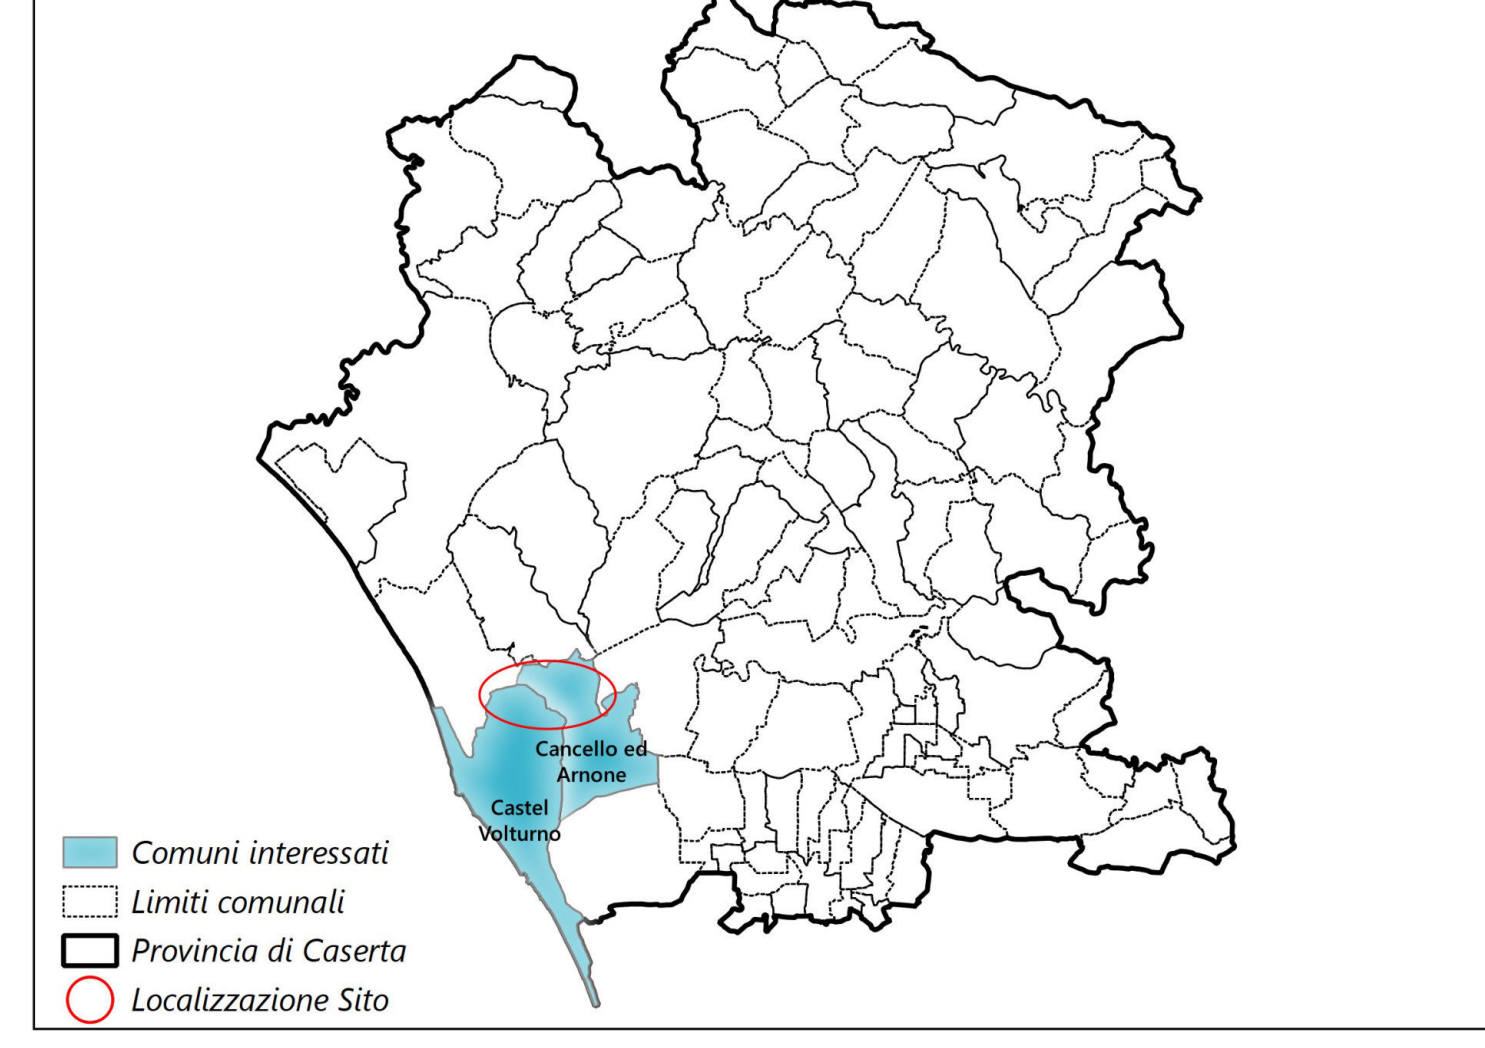 Cancello ed
Arnone
Castel
Volturno
Comuni interessati
Limiti comunali
Provincia di Caserta
Localizzazione Sito